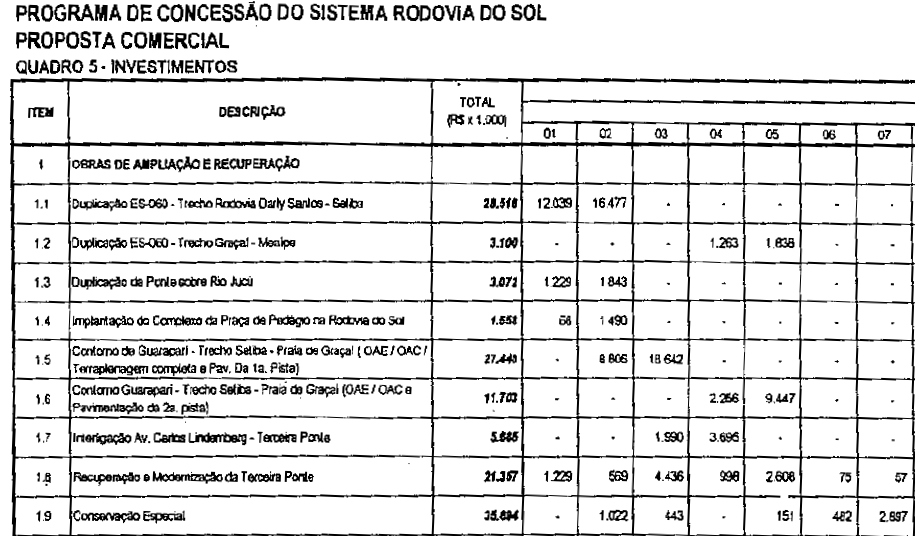 PROGRAMA DE CONCESSÃO DO SISTEMA RODOVIA DO SOL
PROPOSTA COMERCIAL
QUADRO 5 - INVESTIMENTOS
ITEM DESCRIÇÃO TOTAL (R$ x 1.000) 01 02 03 04 05 06 07
1 OBRAS DE AMPLIAÇÃO E RECUPERAÇÃO
1.1 Duplicação ES-060 - Trecho Rodovia Darly Santos - Setiba 28.516 12.039 16.477 - - - - -
1.2 Duplicação ES-060 - Trecho Graçaí - Meaípe 3.100 - - - 1.263 1.838 - -
1.3 Duplicação da Ponte sobre Rio Jucú 3.072 1.229 1.843 - - - - -
1.4 Implantação do Complexo da Praça de Pedágio na Rodovia do Sol 1.558 68 1.490 - - - - -
1.5 Contorno de Guarapari - Trecho Setiba - Praia de Graçaí ( OAE / OAC /
Terraplenagem completa e Pav. Da 1a. Pista) 27.448 - 8.806 18.642 - - - -
1.6 Contorno Guarapari - Trecho Setiba - Praia de Graçaí (OAE / OAC e
Pavimentação da 2a. pista) 11.703 - - - 2.256 9.447 - -
1.7 Interligação Av. Carlos Lindemberg - Terceira Ponte 5.685 - - 1.990 3.695 - - -
1.8 Recuperação e Modernização da Terceira Ponte 21.357 1.229 569 4.436 998 2.608 75 57
1.9 Conservação Especial 35.694 - 1.022 443 - 151 482 2.897